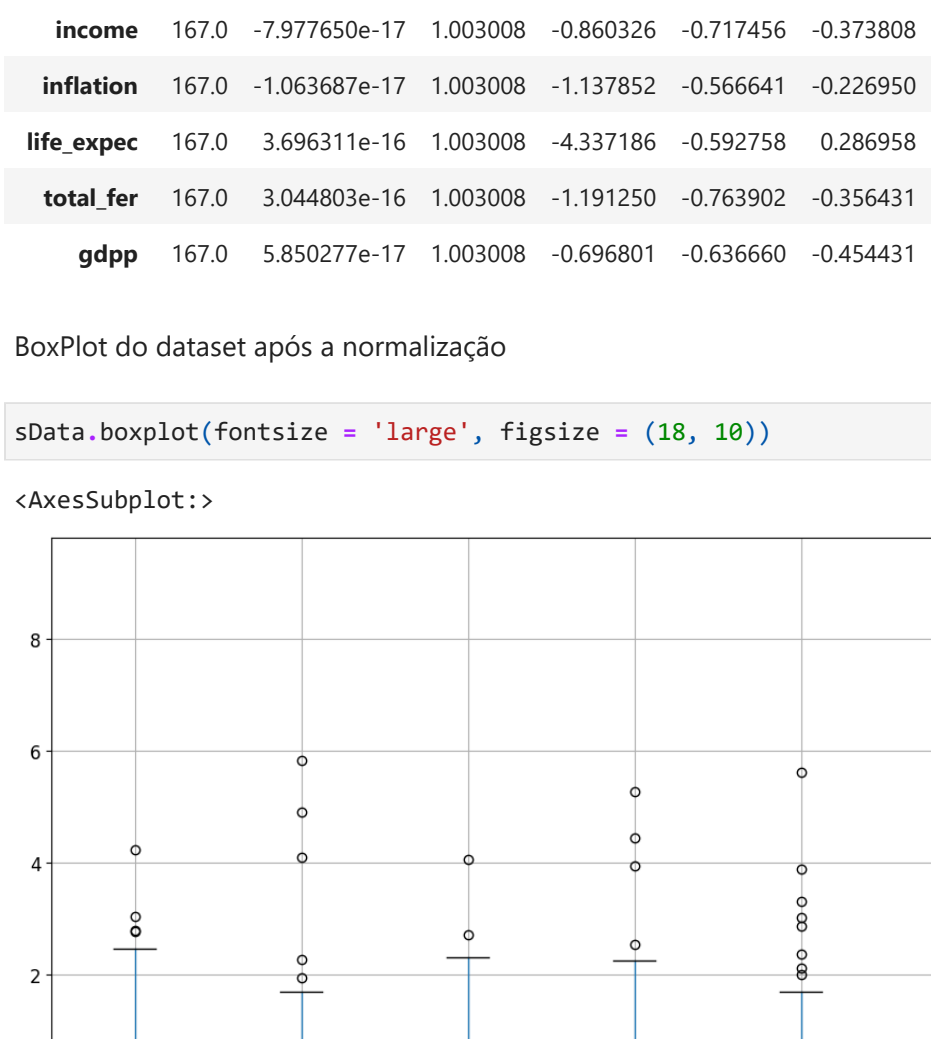 income 167.0 -7.977650e-17 1.003008 -0.860326 -0.717456 -0.373808
inflation 167.0 -1.063687e-17 1.003008 -1.137852 -0.566641 -0.226950
life_expec 167.0 3.696311e-16 1.003008 -4.337186 -0.592758 0.286958
total_fer 167.0 3.044803e-16 1.003008 -1.191250 -0.763902 -0.356431
gdpp 167.0 5.850277e-17 1.003008 -0.696801 -0.636660 -0.454431
BoxPlot do dataset após a normalização
sData.boxplot(fontsize = 'large', figsize = (18, 10))
<AxesSubplot:>
8
6
4
2